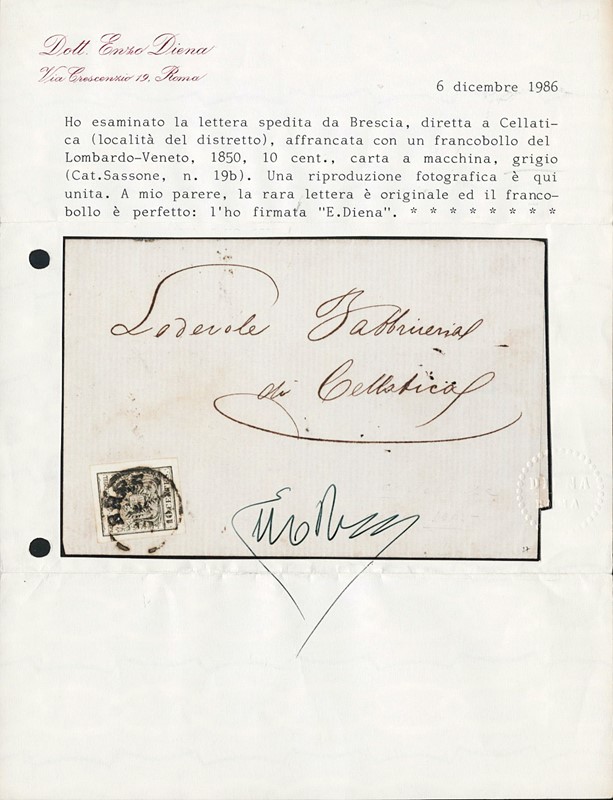 Dott. Enzo Diena
Via Crescenzio 19, Roma
6 dicembre 1986
Ho esaminato la lettera spedita da Brescia, diretta a Cellati-
ca (località del distretto), affrancata con un francobollo del
Lombardo-Veneto, 1850, 10 cent., carta a macchina, grigio
(Cat.Sassone, n. 19b). Una riproduzione fotografica è qui
unita. A mio parere, la rara lettera è originale ed il franco-
bollo è perfetto: l'ho firmata "E.Diena". * * * * * * * *
Lodevole Fabbriceria
di Cellatica
10 CENT
DIENA